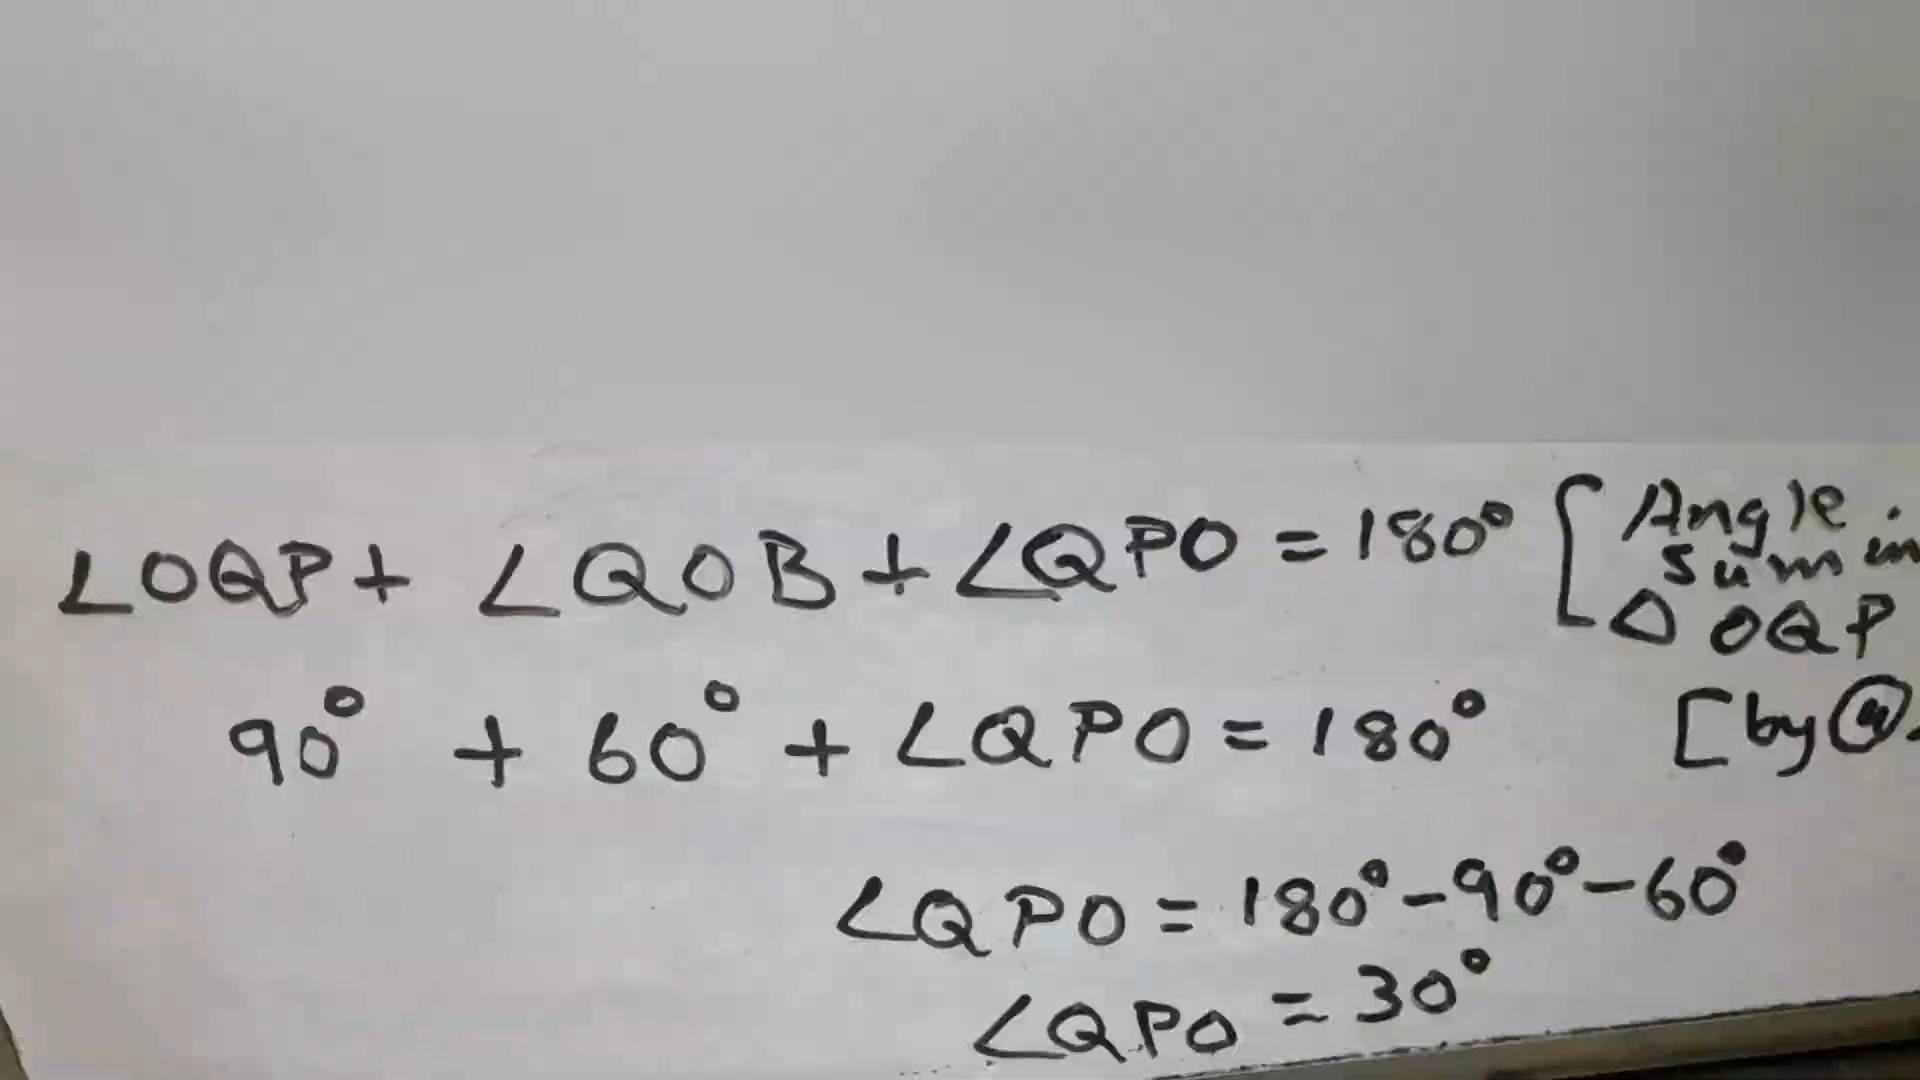 ∠OQP + ∠QOB + ∠QPO = 180° [Angle sum in △ OQP
90° + 60° + ∠QPO = 180° [by
∠QPO = 180° - 90° - 60°
∠QPO = 30°